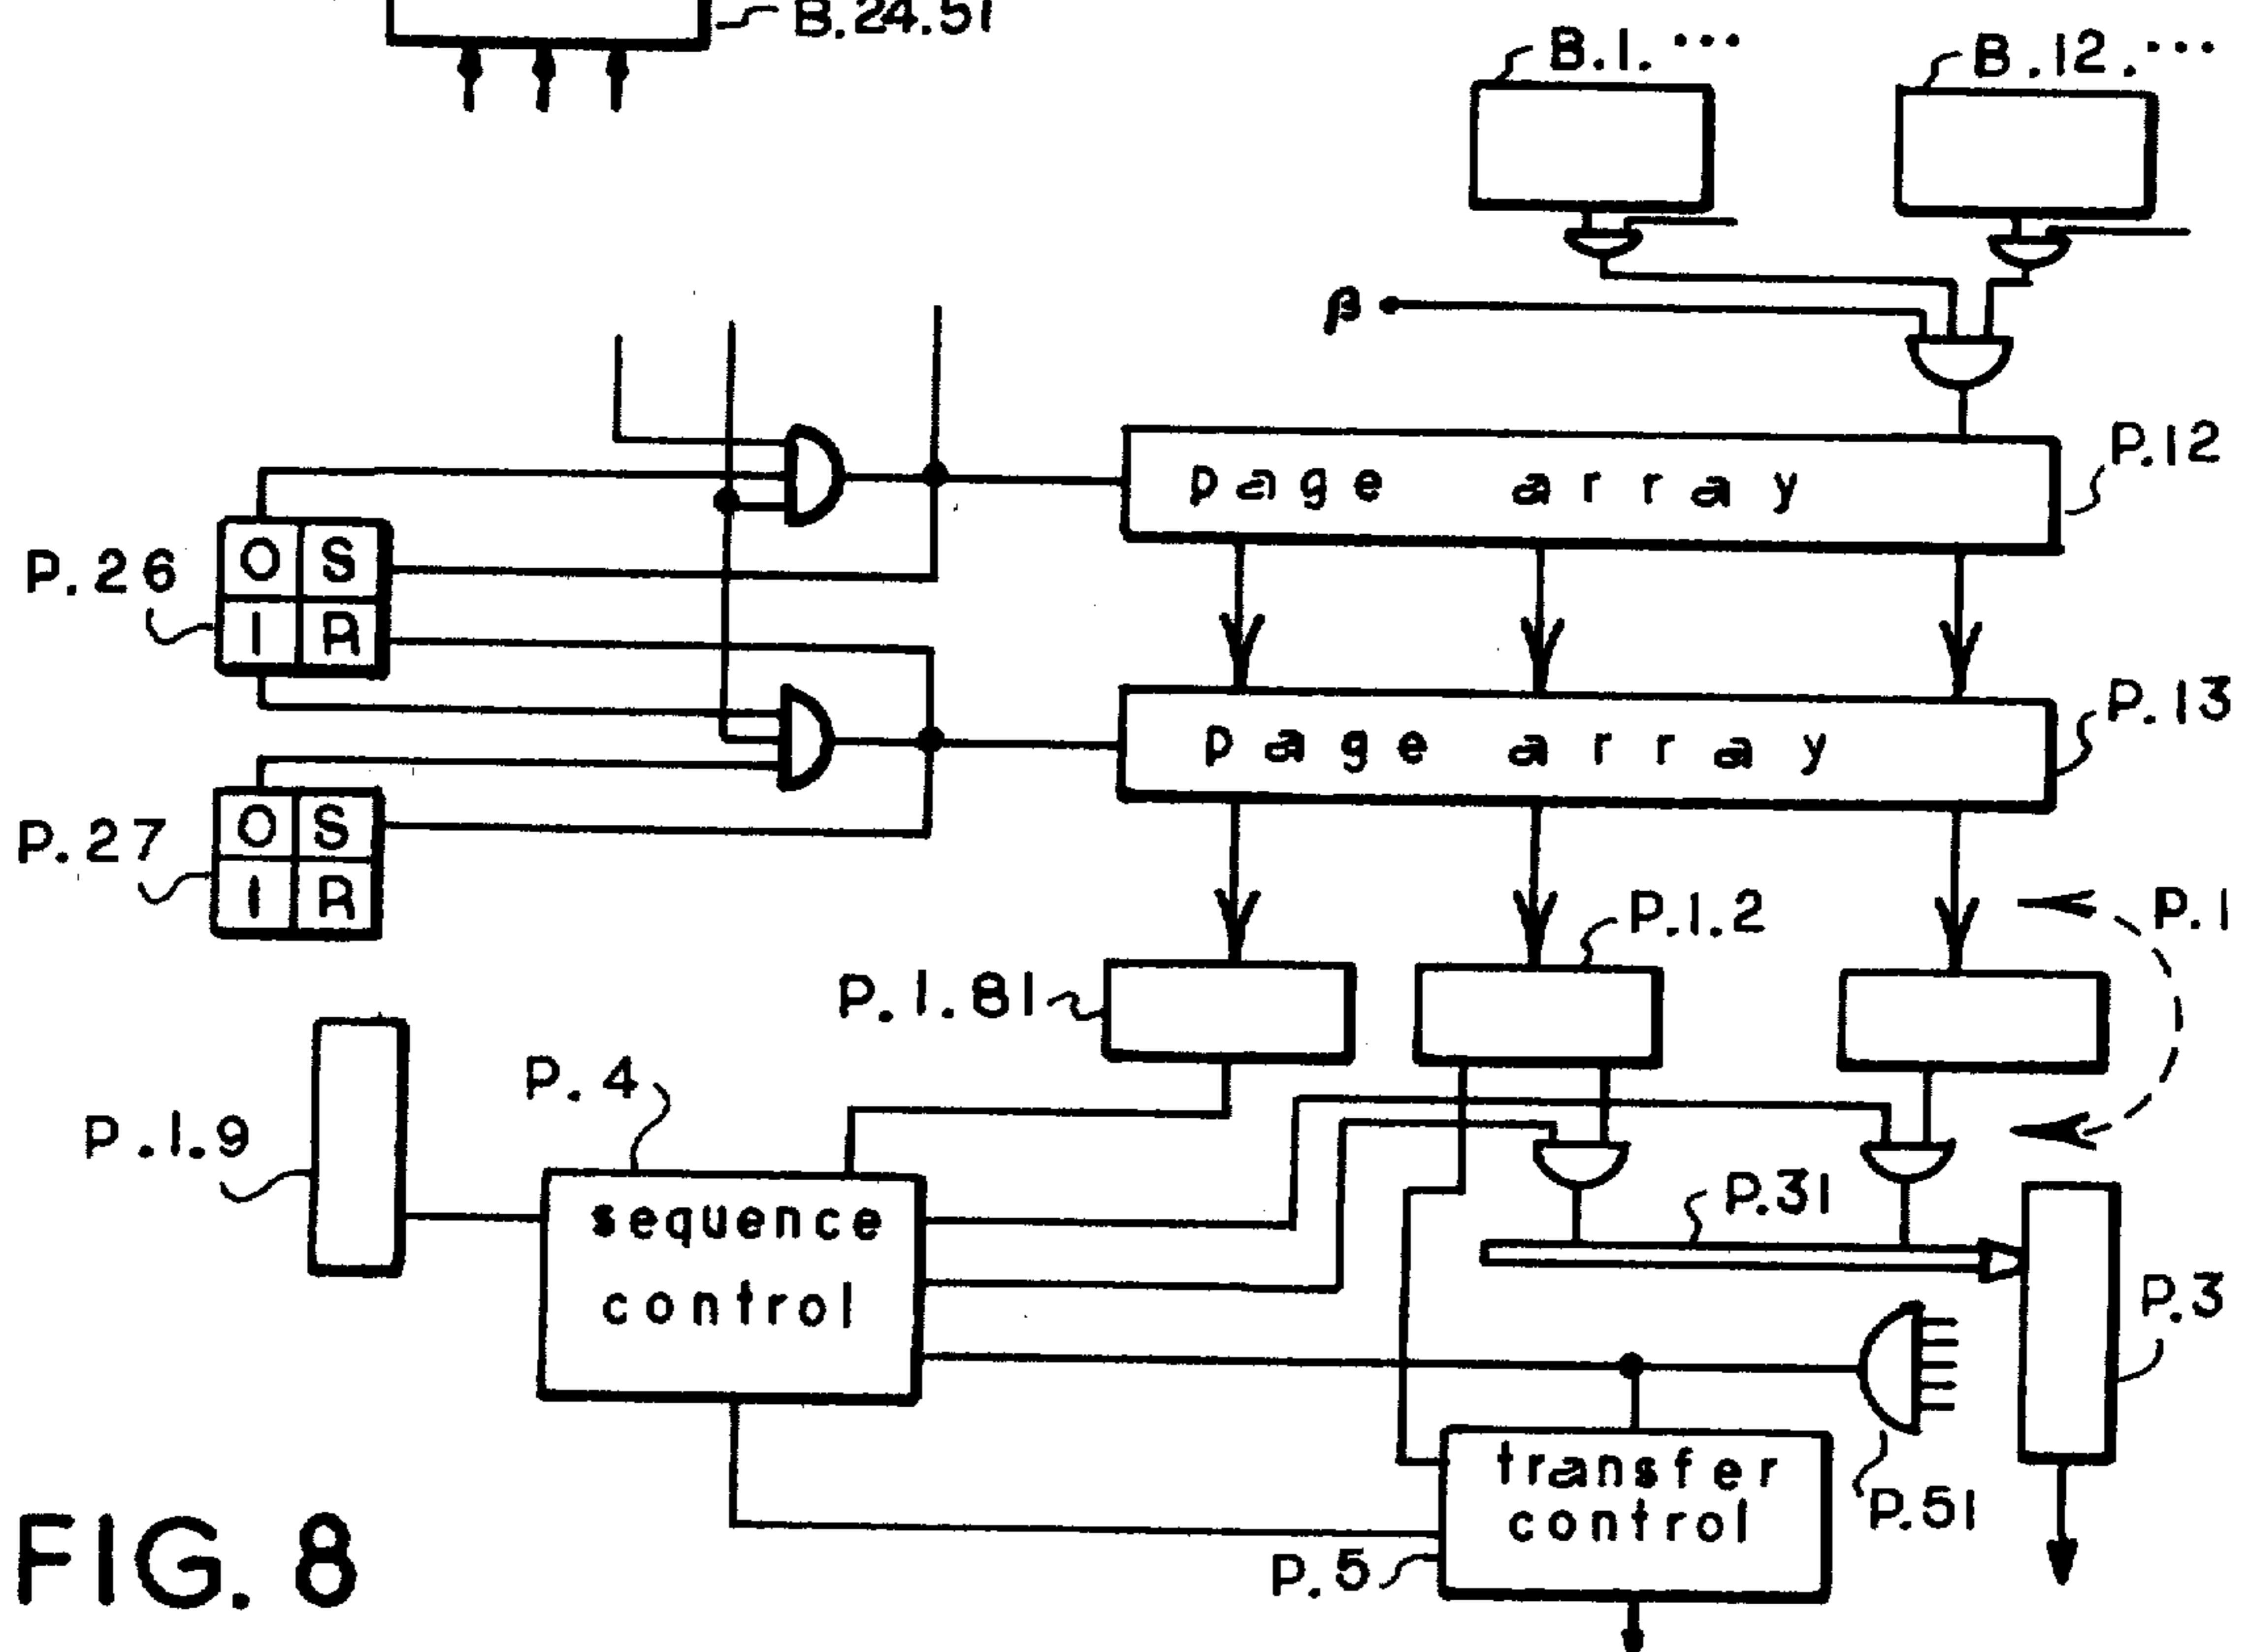 B.24.51
B.1. •••
B.12. •••
β
page array
P.12
P.26
O S
I R
page array
P.13
P.27
O S
I R
P.1.2
P.1
P.1.81
P.1.9
P.4
sequence
control
P.31
P.3
transfer
control
P.51
P.5
FIG. 8